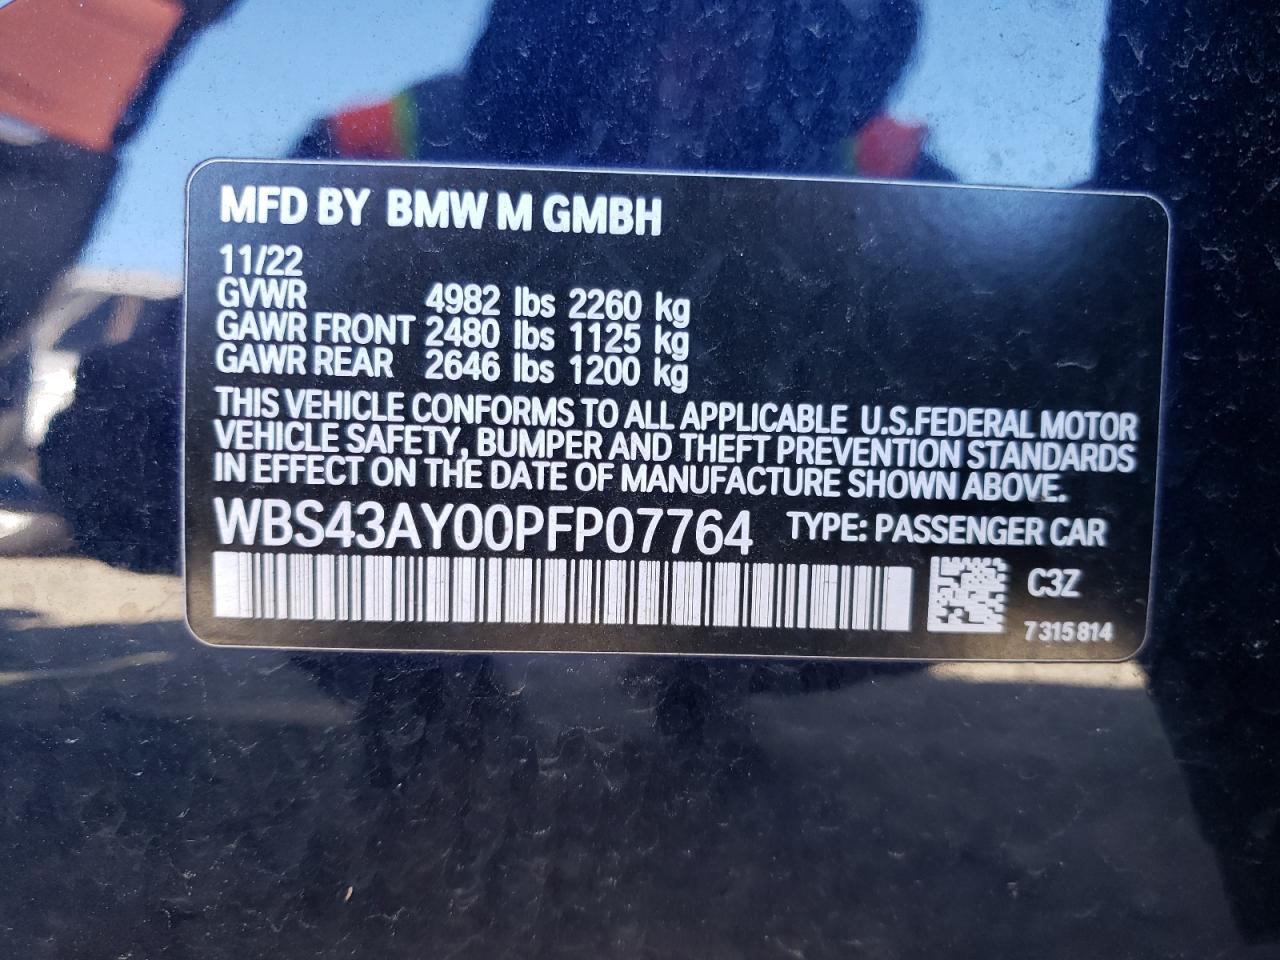 MFD BY BMW M GMBH
11/22
GVWR 4982 lbs 2260 kg
GAWR FRONT 2480 lbs 1125 kg
GAWR REAR 2646 lbs 1200 kg
THIS VEHICLE CONFORMS TO ALL APPLICABLE U.S.FEDERAL MOTOR
VEHICLE SAFETY, BUMPER AND THEFT PREVENTION STANDARDS
IN EFFECT ON THE DATE OF MANUFACTURE SHOWN ABOVE.
WBS43AY00PFP07764 TYPE: PASSENGER CAR
C3Z
7315814